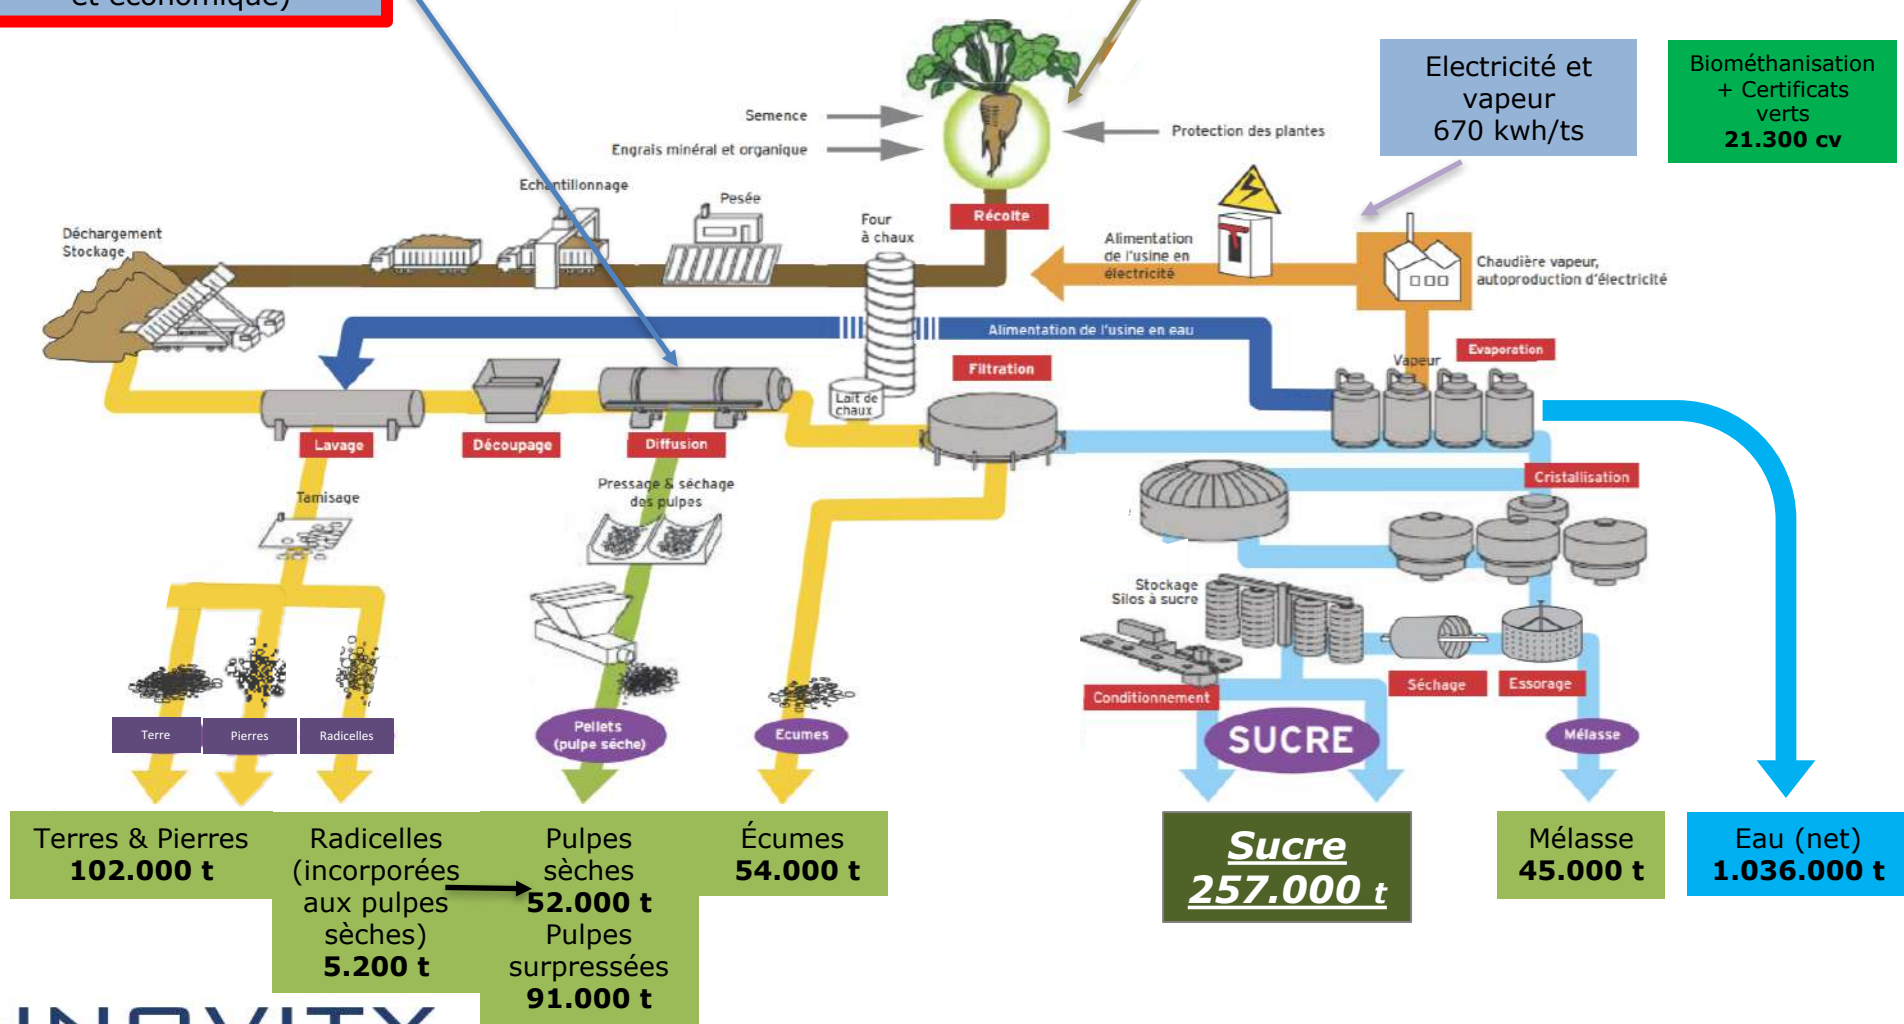 et économique)
Electricité et
vapeur
670 kwh/ts
Biométhanisation
+ Certificats
verts
21.300 cv
Semence
Engrais minéral et organique
Protection des plantes
Echantillonnage
Pesée
Récolte
Four
à chaux
Déchargement
Stockage
Alimentation
de l'usine en
électricité
Chaudière vapeur,
autoproduction d'électricité
Alimentation de l'usine en eau
Vapeur
Evaporation
Filtration
Lait de
chaux
Lavage
Découpage
Diffusion
Cristallisation
Tamisage
Pressage & séchage
des pulpes
Stockage
Silos à sucre
Conditionnement
Séchage
Essorage
Terre
Pierres
Radicelles
Pellets
(pulpe séche)
Ecumes
SUCRE
Mélasse
Terres & Pierres
102.000 t
Radicelles
(incorporées
aux pulpes
sèches)
5.200 t
Pulpes
sèches
52.000 t
Pulpes
surpressées
91.000 t
Écumes
54.000 t
Sucre
257.000 t
Mélasse
45.000 t
Eau (net)
1.036.000 t